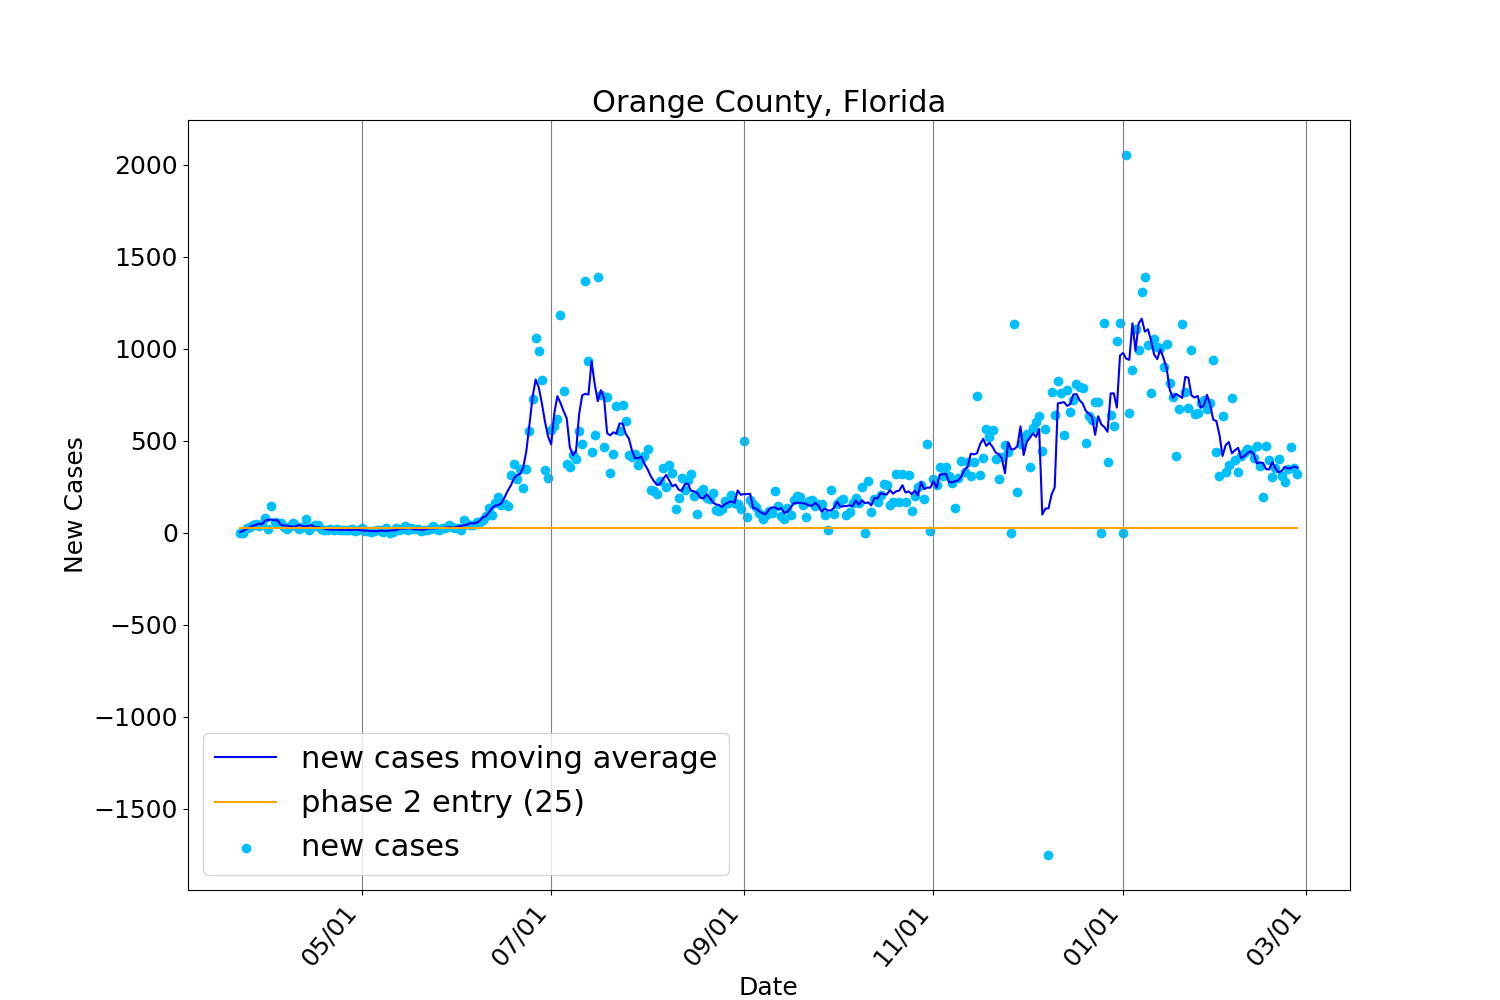 Orange County, Florida
New Cases
2000
1500
1000
500
0
−500
−1000
−1500
new cases moving average
phase 2 entry (25)
new cases
05/01
07/01
09/01
11/01
01/01
03/01
Date